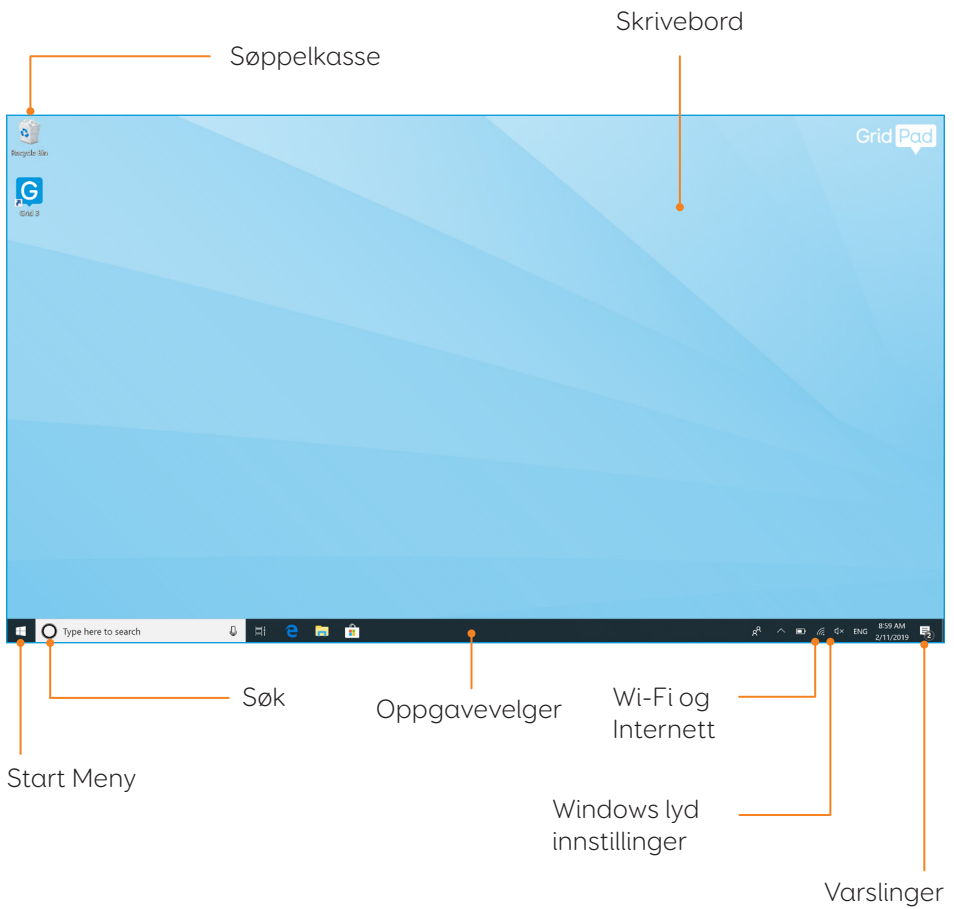 Skrivebord
Søppelkasse
Recycle Bin
Grid Pad
G
Grid 3
Type here to search
e
ENG
8:59 AM
2/11/2019
2
Søk
Oppgavevelger
Wi-Fi og
Internett
Start Meny
Windows lyd
innstillinger
Varslinger